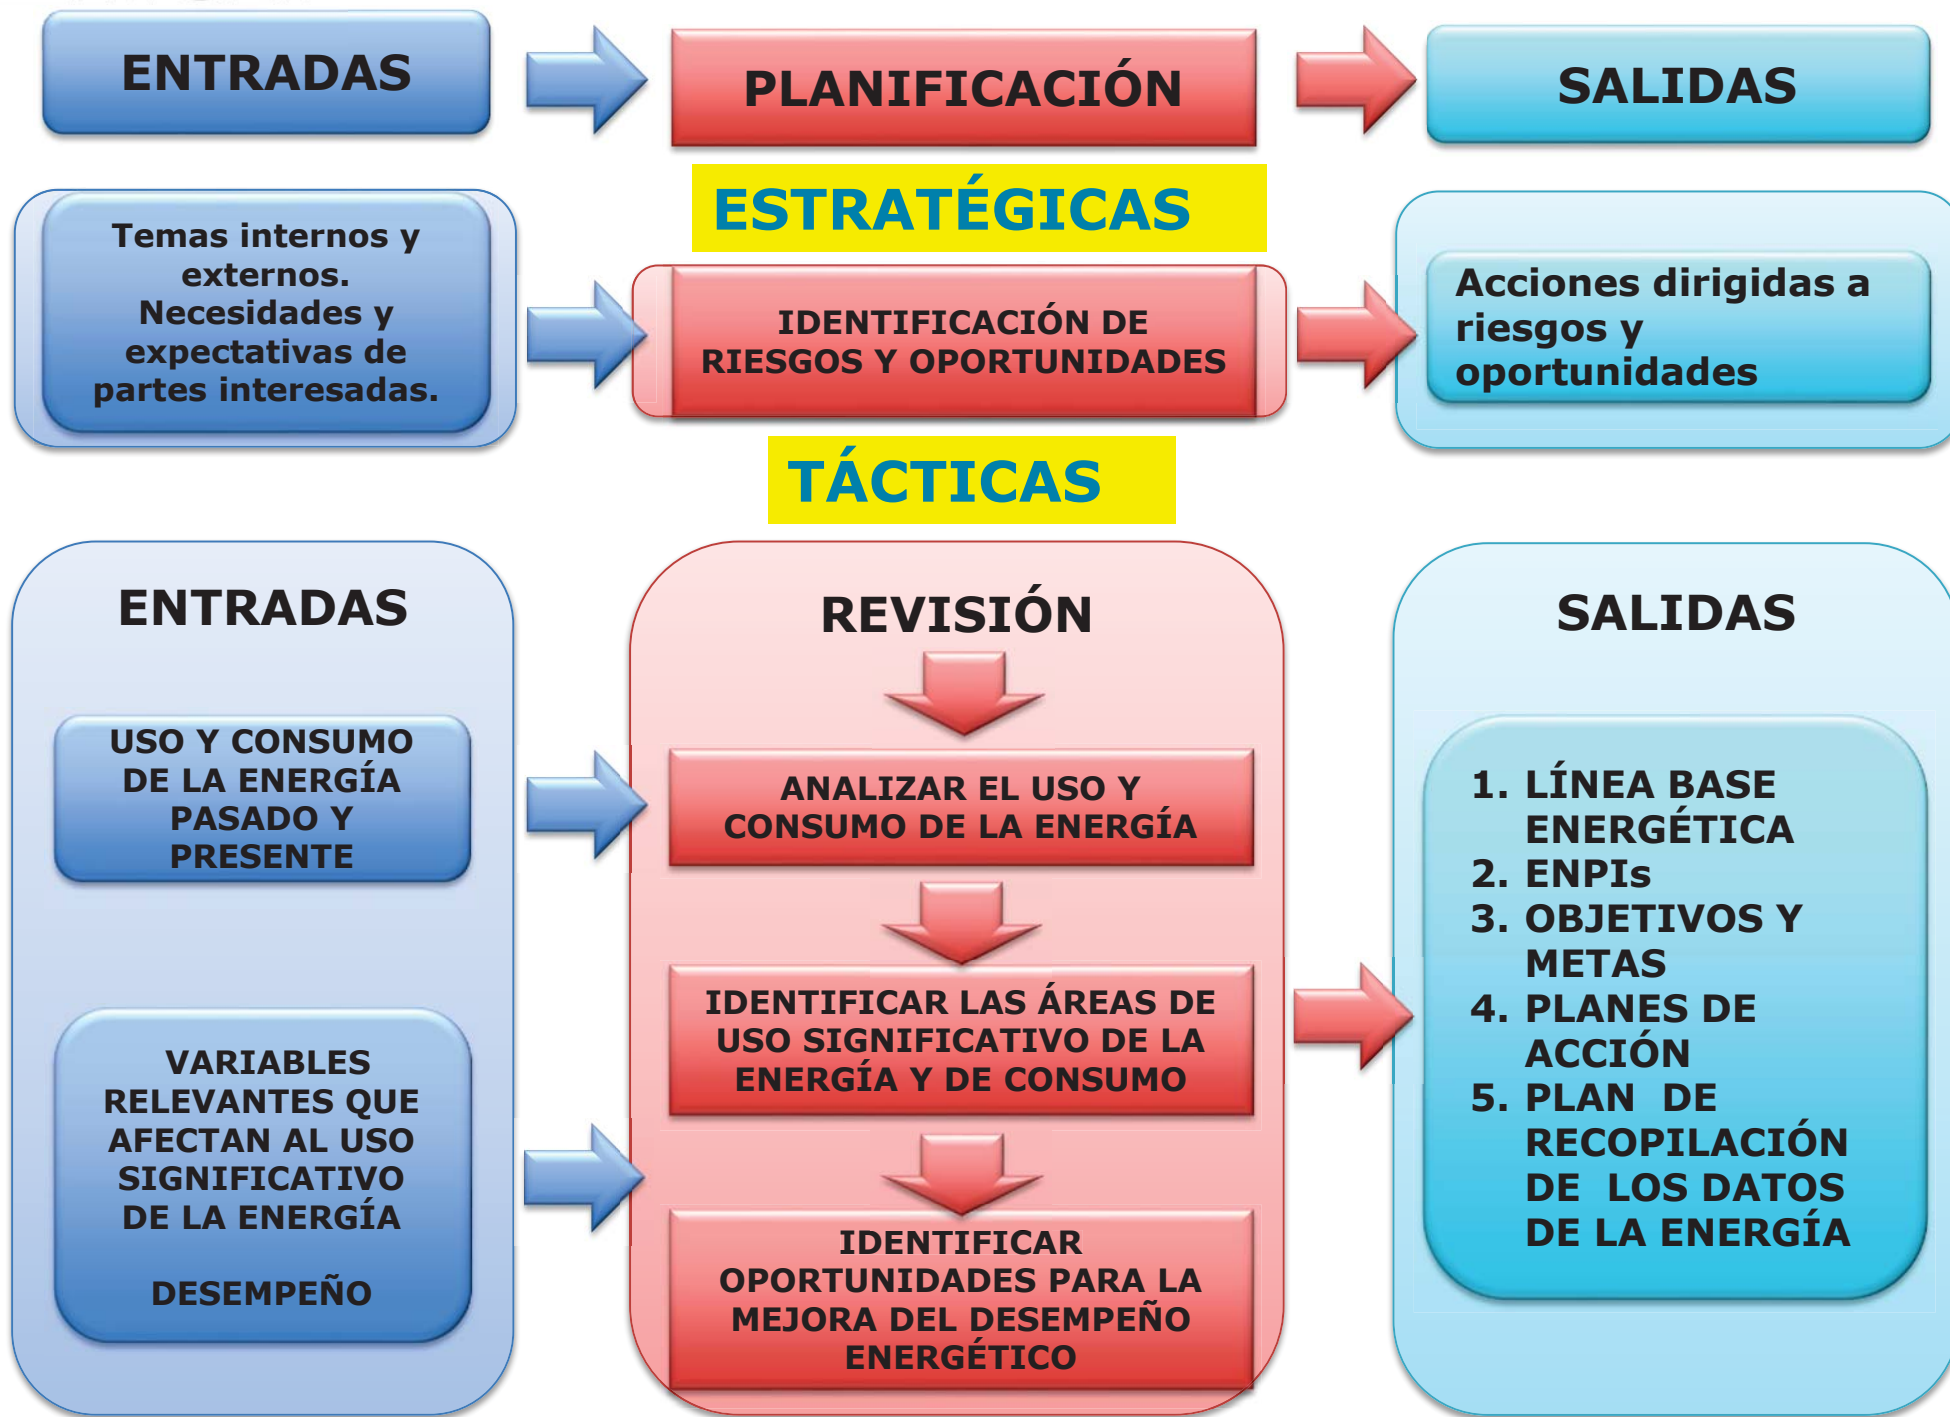 ENTRADAS
PLANIFICACIÓN
SALIDAS
ESTRATÉGICAS
Temas internos y
externos.
Necesidades y
expectativas de
partes interesadas.
IDENTIFICACIÓN DE
RIESGOS Y OPORTUNIDADES
Acciones dirigidas a
riesgos y
oportunidades
TÁCTICAS
ENTRADAS
USO Y CONSUMO
DE LA ENERGÍA
PASADO Y
PRESENTE
VARIABLES
RELEVANTES QUE
AFECTAN AL USO
SIGNIFICATIVO
DE LA ENERGÍA
DESEMPEÑO
REVISIÓN
ANALIZAR EL USO Y
CONSUMO DE LA ENERGÍA
IDENTIFICAR LAS ÁREAS DE
USO SIGNIFICATIVO DE LA
ENERGÍA Y DE CONSUMO
IDENTIFICAR
OPORTUNIDADES PARA LA
MEJORA DEL DESEMPEÑO
ENERGÉTICO
SALIDAS
1. LÍNEA BASE
ENERGÉTICA
2. ENPIs
3. OBJETIVOS Y
METAS
4. PLANES DE
ACCIÓN
5. PLAN DE
RECOPILACIÓN
DE LOS DATOS
DE LA ENERGÍA